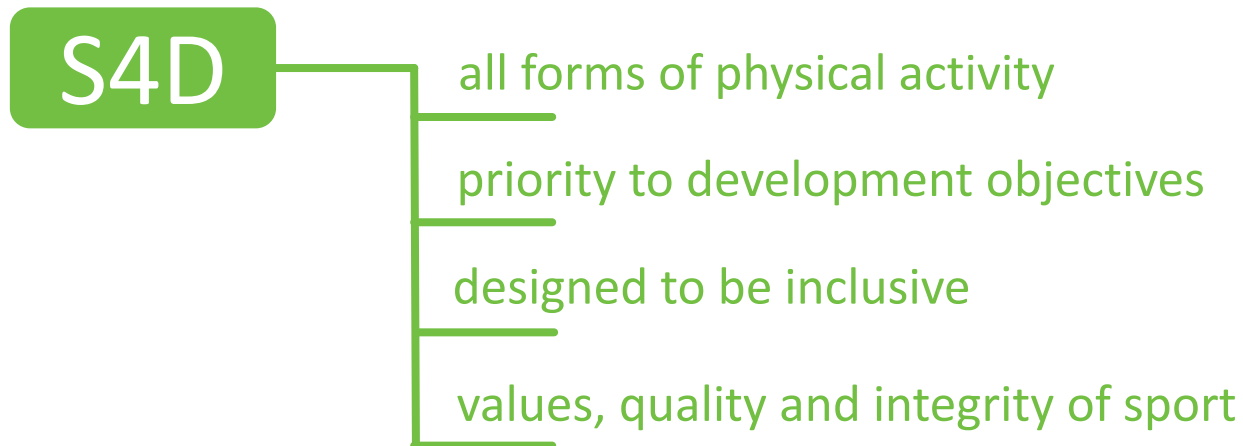 S4D
all forms of physical activity
priority to development objectives
designed to be inclusive
values, quality and integrity of sport